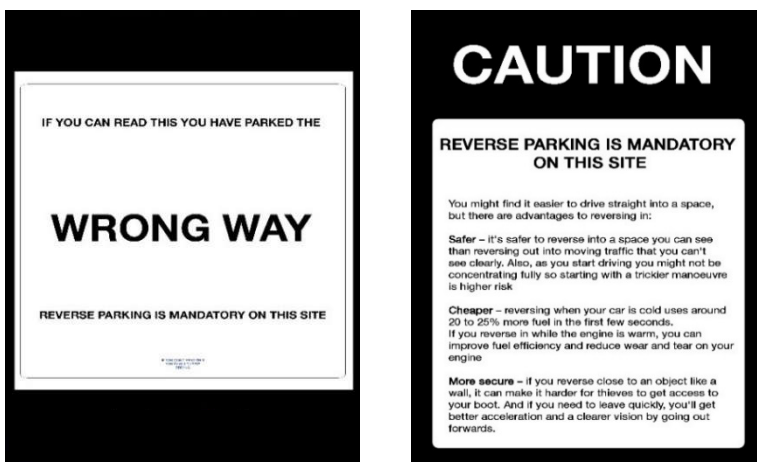 IF YOU CAN READ THIS YOU HAVE PARKED THE
WRONG WAY
REVERSE PARKING IS MANDATORY ON THIS SITE
CAUTION
REVERSE PARKING IS MANDATORY
ON THIS SITE
You might find it easier to drive straight into a space,
but there are advantages to reversing in:
Safer – it's safer to reverse into a space you can see
than reversing out into moving traffic that you can't
see clearly. Also, as you start driving you might not be
concentrating fully so starting with a trickier manoeuvre
is higher risk
Cheaper – reversing when your car is cold uses around
20 to 25% more fuel in the first few seconds.
If you reverse in while the engine is warm, you can
improve fuel efficiency and reduce wear and tear on your
engine
More secure – if you reverse close to an object like a
wall, it can make it harder for thieves to get access to
your boot. And if you need to leave quickly, you'll get
better acceleration and a clearer vision by going out
forwards.